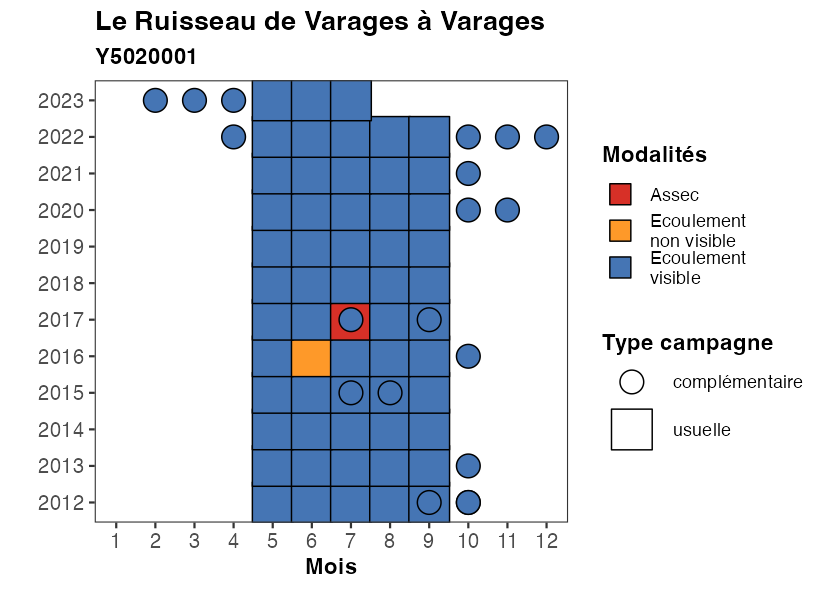 Le Ruisseau de Varages à Varages
Y5020001
2023
2022
2021
2020
2019
2018
2017
2016
2015
2014
2013
2012
1 2 3 4 5 6 7 8 9 10 11 12
Mois
Modalités
Assec
Ecoulement
non visible
Ecoulement
visible
Type campagne
complémentaire
usuelle